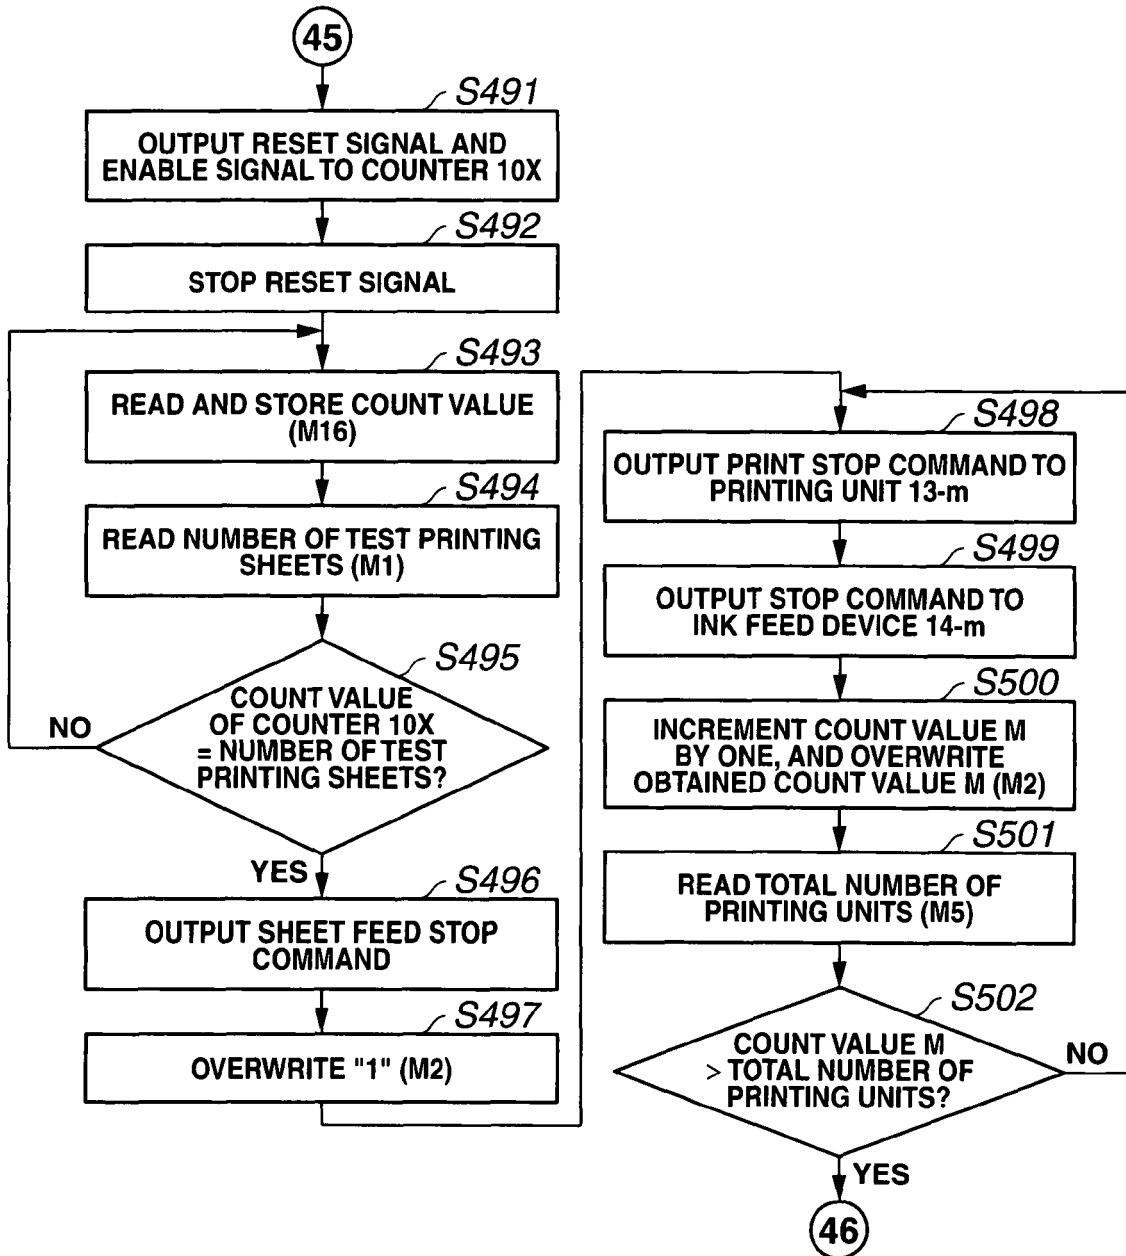 45
S491
OUTPUT RESET SIGNAL AND
ENABLE SIGNAL TO COUNTER 10X
S492
STOP RESET SIGNAL
S493
READ AND STORE COUNT VALUE
(M16)
S494
READ NUMBER OF TEST PRINTING
SHEETS (M1)
S495
COUNT VALUE
OF COUNTER 10X
= NUMBER OF TEST
PRINTING SHEETS?
NO
YES
S496
OUTPUT SHEET FEED STOP
COMMAND
S497
OVERWRITE "1" (M2)
S498
OUTPUT PRINT STOP COMMAND TO
PRINTING UNIT 13-m
S499
OUTPUT STOP COMMAND TO
INK FEED DEVICE 14-m
S500
INCREMENT COUNT VALUE M
BY ONE, AND OVERWRITE
OBTAINED COUNT VALUE M (M2)
S501
READ TOTAL NUMBER OF
PRINTING UNITS (M5)
S502
COUNT VALUE M
> TOTAL NUMBER OF
PRINTING UNITS?
NO
YES
46